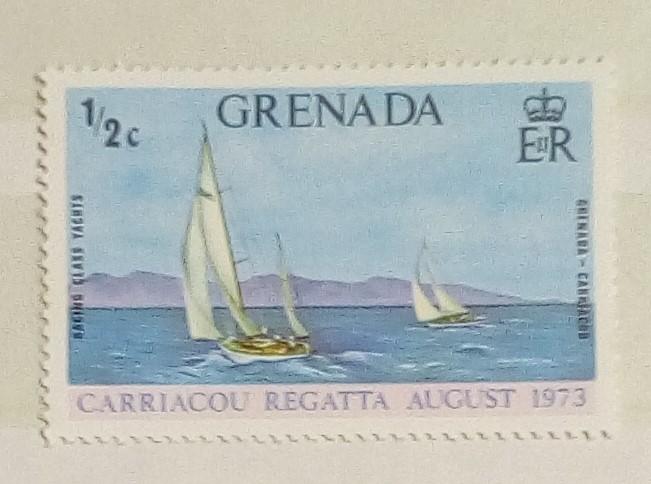 1/2c
GRENADA
EIIR
RACING CLASS YACHTS
GRENADA - CARRIACOU
CARRIACOU REGATTA AUGUST 1973